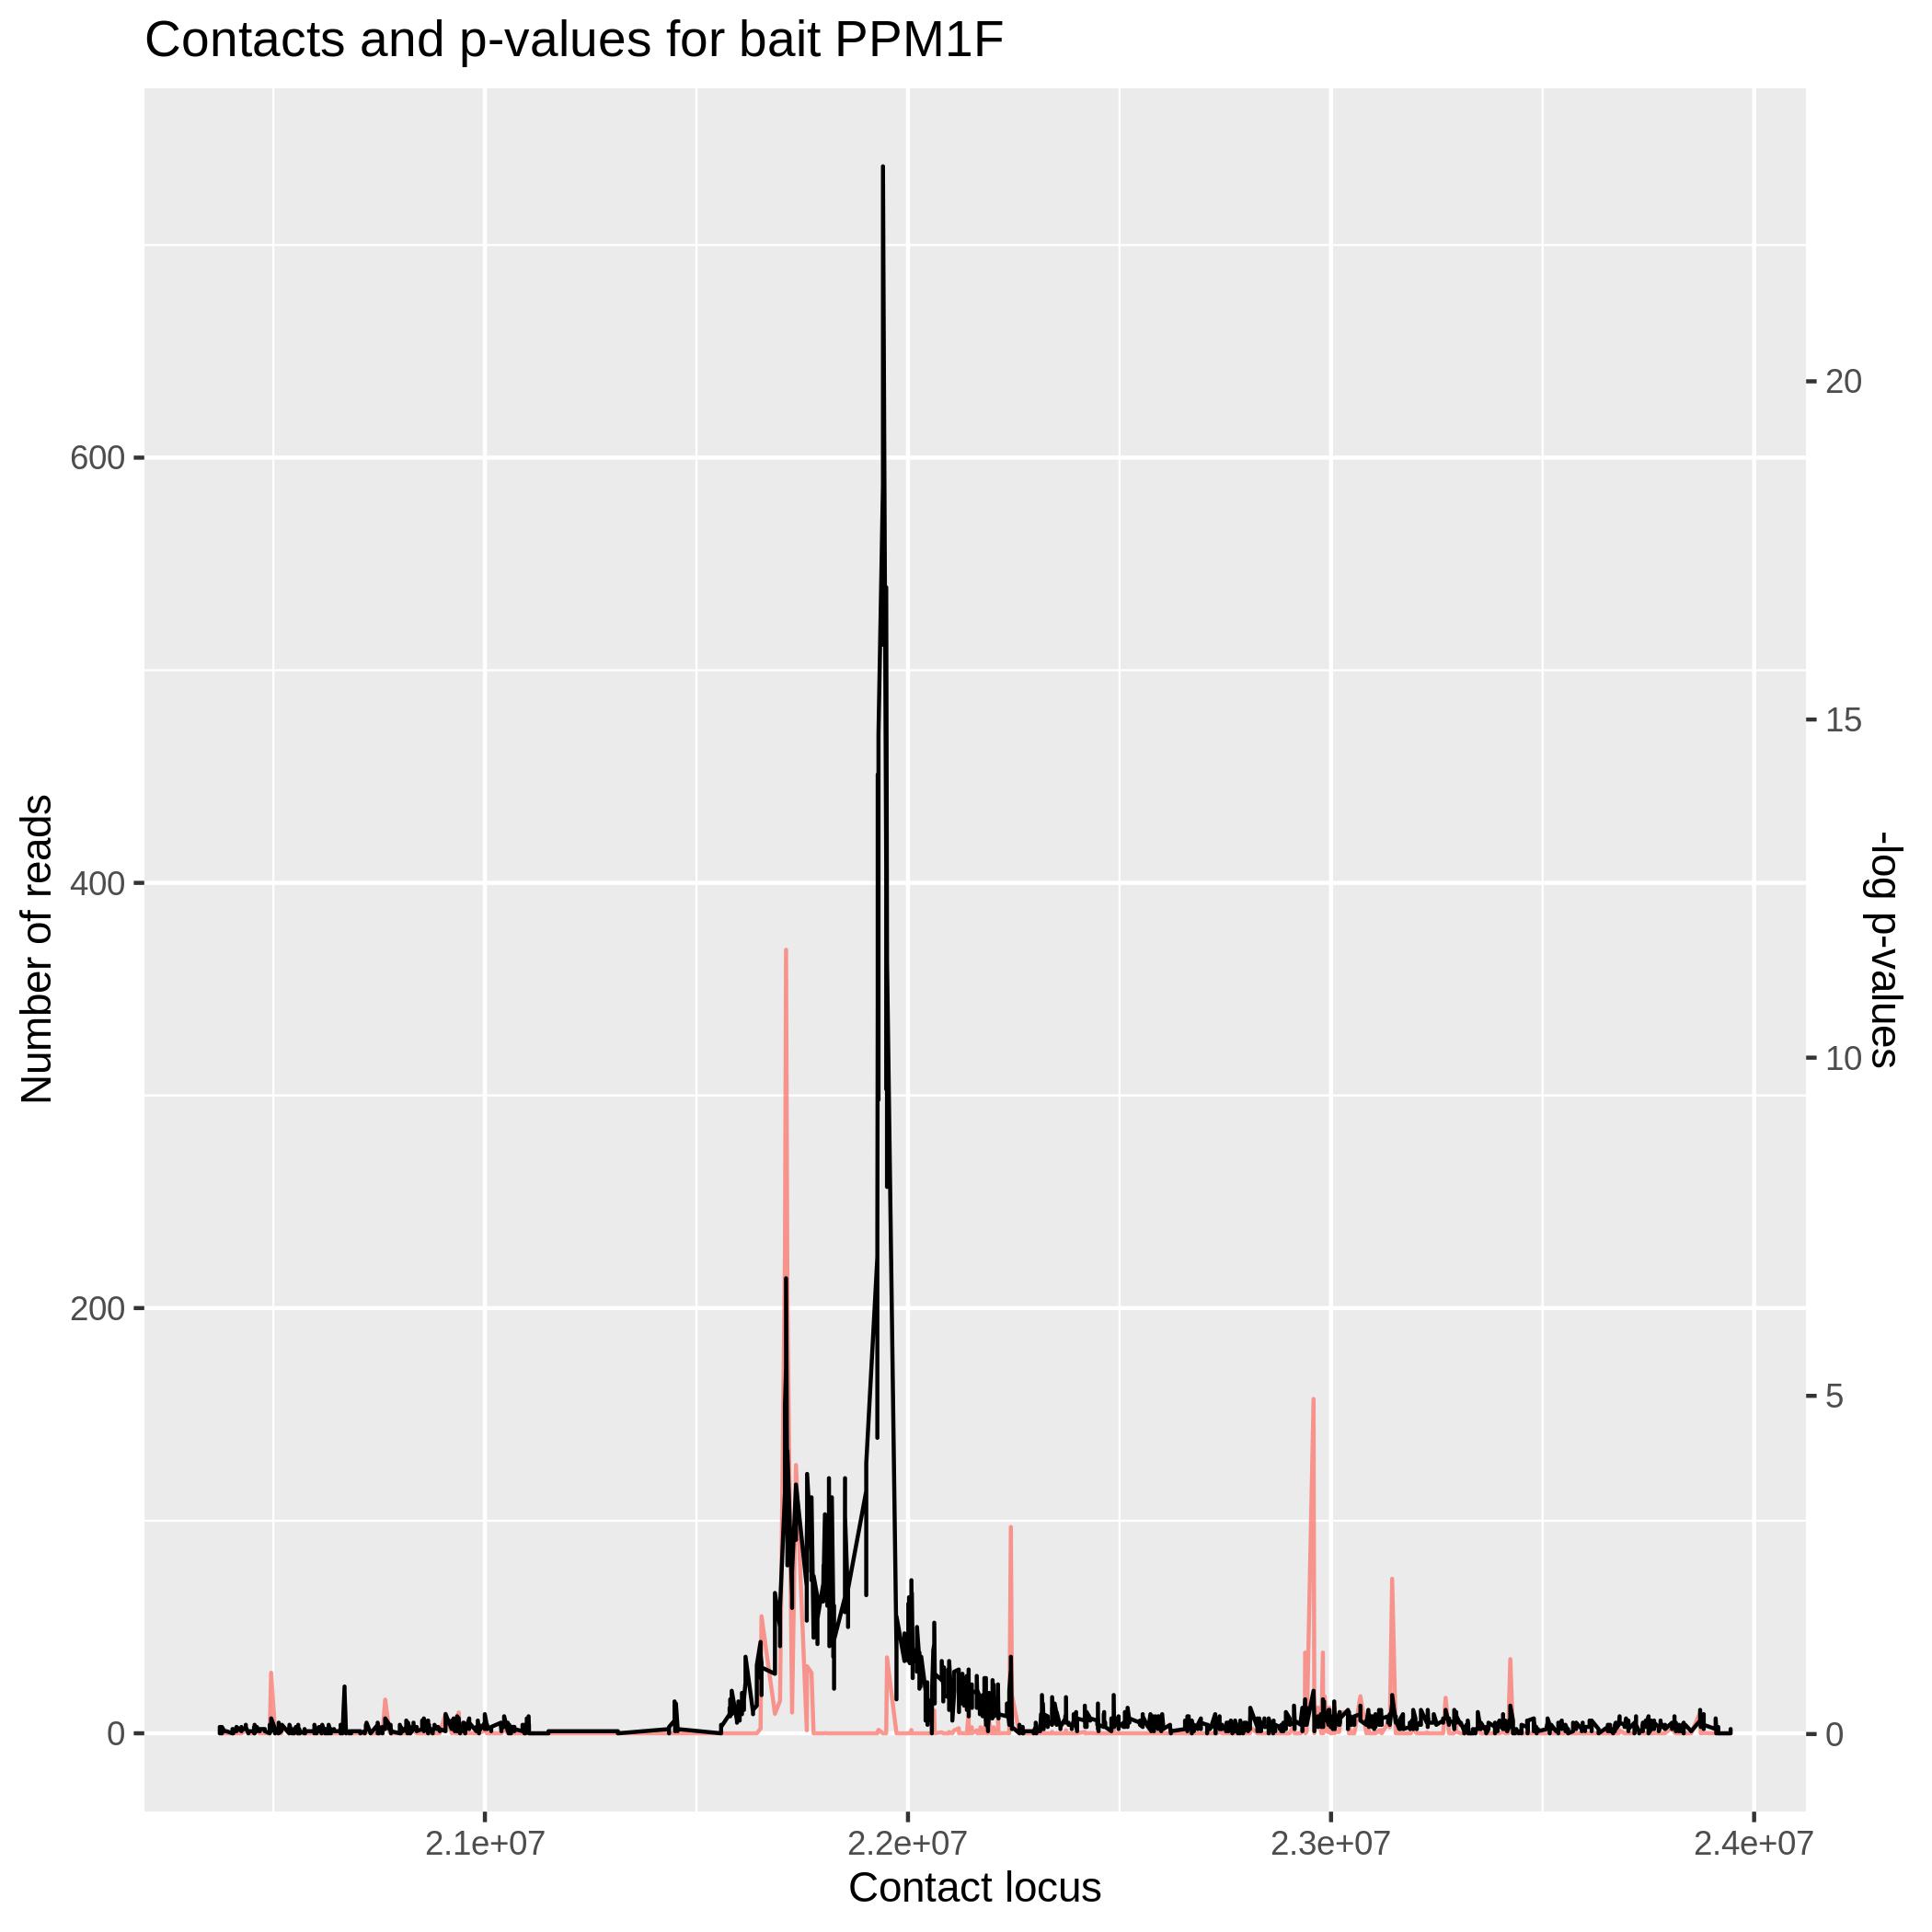 Contacts and p-values for bait PPM1F
Number of reads
600
400
200
0
20
15
10
5
0
-log p-values
2.1e+07
2.2e+07
2.3e+07
2.4e+07
Contact locus